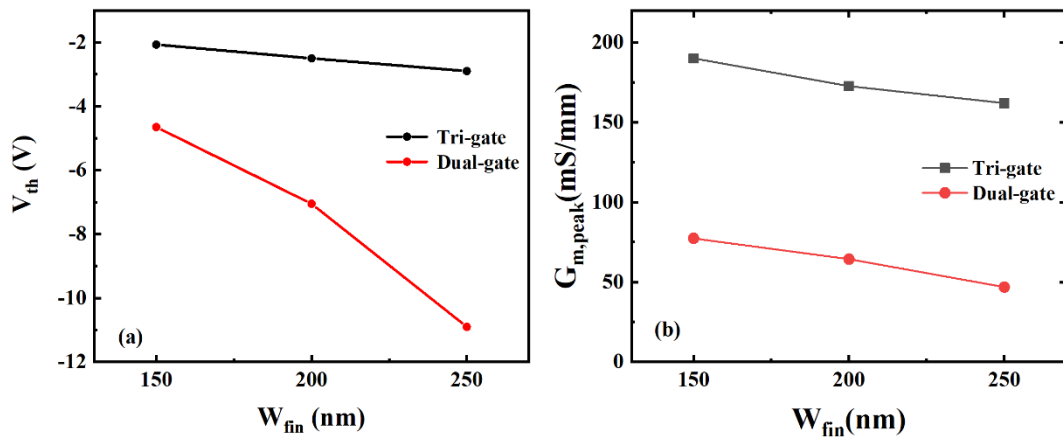 -2
-4
-6
-8
-10
-12
V_th (V)
Tri-gate
Dual-gate
(a)
150
200
250
W_fin (nm)
200
150
100
50
0
G_m,peak(mS/mm)
Tri-gate
Dual-gate
(b)
150
200
250
W_fin(nm)